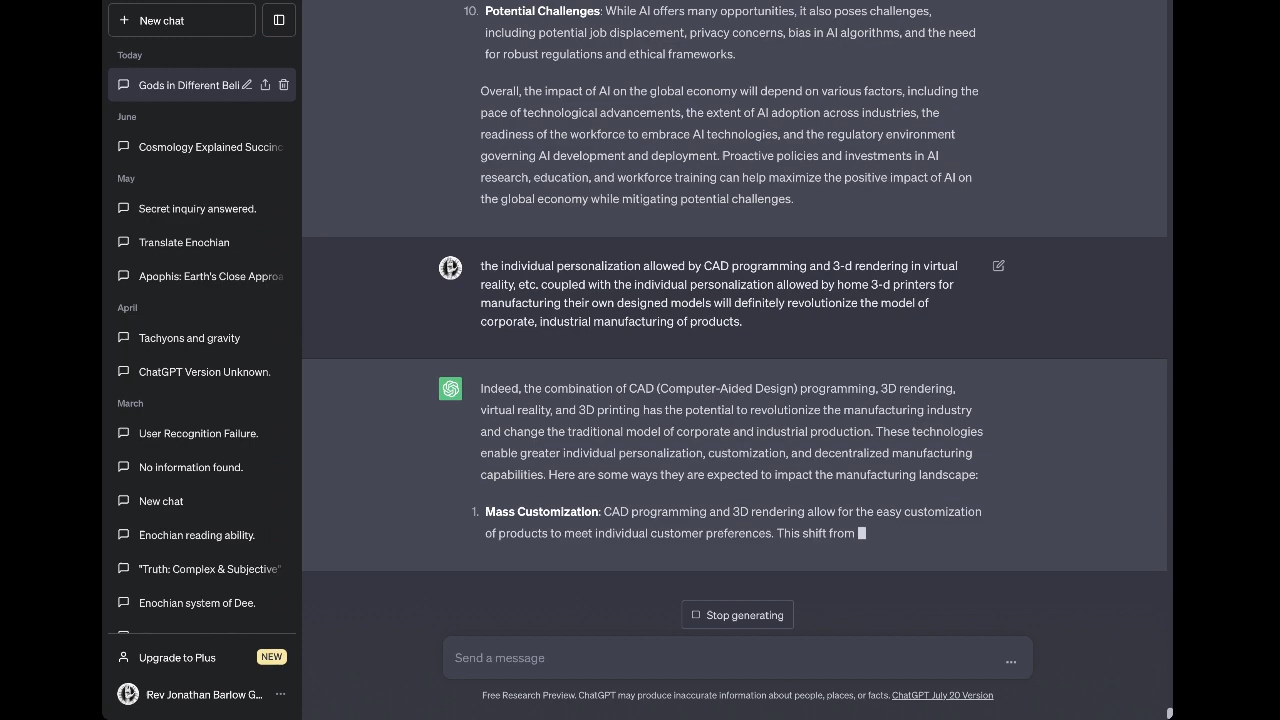 New chat
Today
Gods in Different Beli
June
Cosmology Explained Succinc
May
Secret inquiry answered.
Translate Enochian
Apophis: Earth's Close Approa
April
Tachyons and gravity
ChatGPT Version Unknown.
March
User Recognition Failure.
No information found.
New chat
Enochian reading ability.
"Truth: Complex & Subjective"
Enochian system of Dee.
Upgrade to Plus
NEW
Rev Jonathan Barlow G...
10. Potential Challenges: While AI offers many opportunities, it also poses challenges,
including potential job displacement, privacy concerns, bias in AI algorithms, and the need
for robust regulations and ethical frameworks.
Overall, the impact of AI on the global economy will depend on various factors, including the
pace of technological advancements, the extent of AI adoption across industries, the
readiness of the workforce to embrace AI technologies, and the regulatory environment
governing AI development and deployment. Proactive policies and investments in AI
research, education, and workforce training can help maximize the positive impact of AI on
the global economy while mitigating potential challenges.
the individual personalization allowed by CAD programming and 3-d rendering in virtual
reality, etc. coupled with the individual personalization allowed by home 3-d printers for
manufacturing their own designed models will definitely revolutionize the model of
corporate, industrial manufacturing of products.
Indeed, the combination of CAD (Computer-Aided Design) programming, 3D rendering,
virtual reality, and 3D printing has the potential to revolutionize the manufacturing industry
and change the traditional model of corporate and industrial production. These technologies
enable greater individual personalization, customization, and decentralized manufacturing
capabilities. Here are some ways they are expected to impact the manufacturing landscape:
1. Mass Customization: CAD programming and 3D rendering allow for the easy customization
of products to meet individual customer preferences. This shift from
Stop generating
Send a message
Free Research Preview. ChatGPT may produce inaccurate information about people, places, or facts. ChatGPT July 20 Version